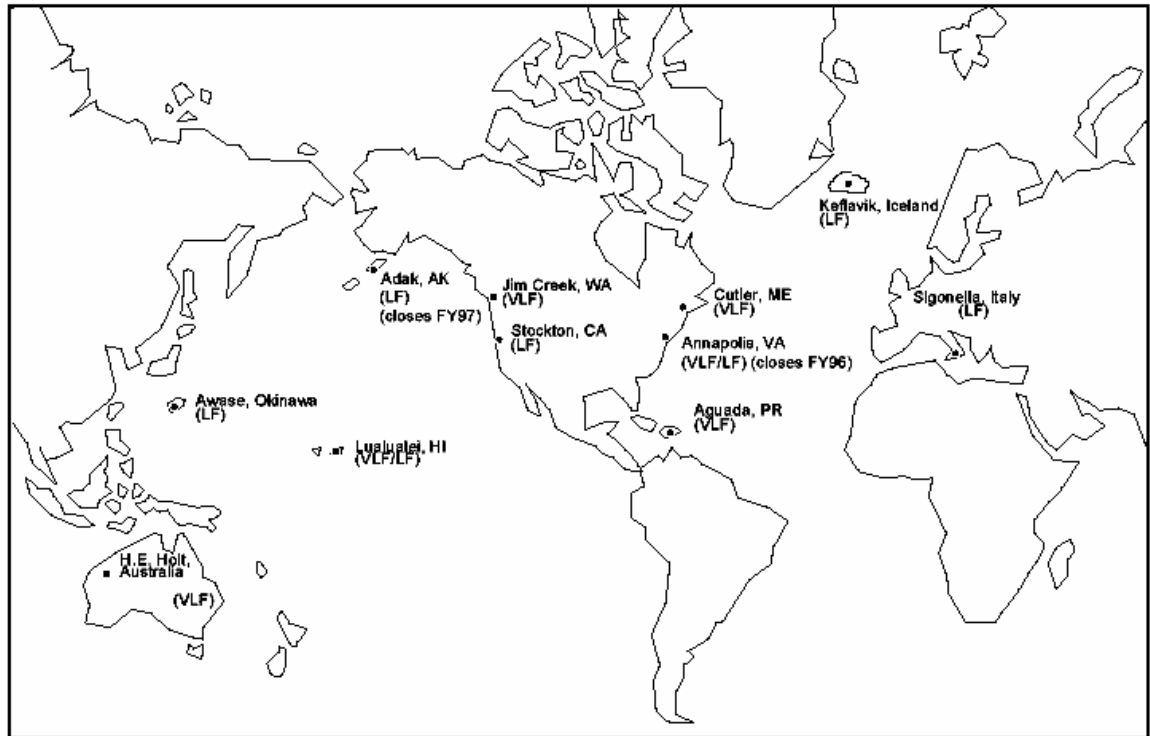 Keflavik, Iceland
(LF)
Adak, AK
(LF)
(closes FY97)
Jim Creek, WA
(VLF)
Cutler, ME
(VLF)
Sigonella, Italy
(LF)
Stockton, CA
(LF)
Annapolis, VA
(VLF/LF) (closes FY96)
Awase, Okinawa
(LF)
Aguada, PR
(VLF)
Lualualei, HI
(VLF/LF)
H.E. Holt,
Australia
(VLF)